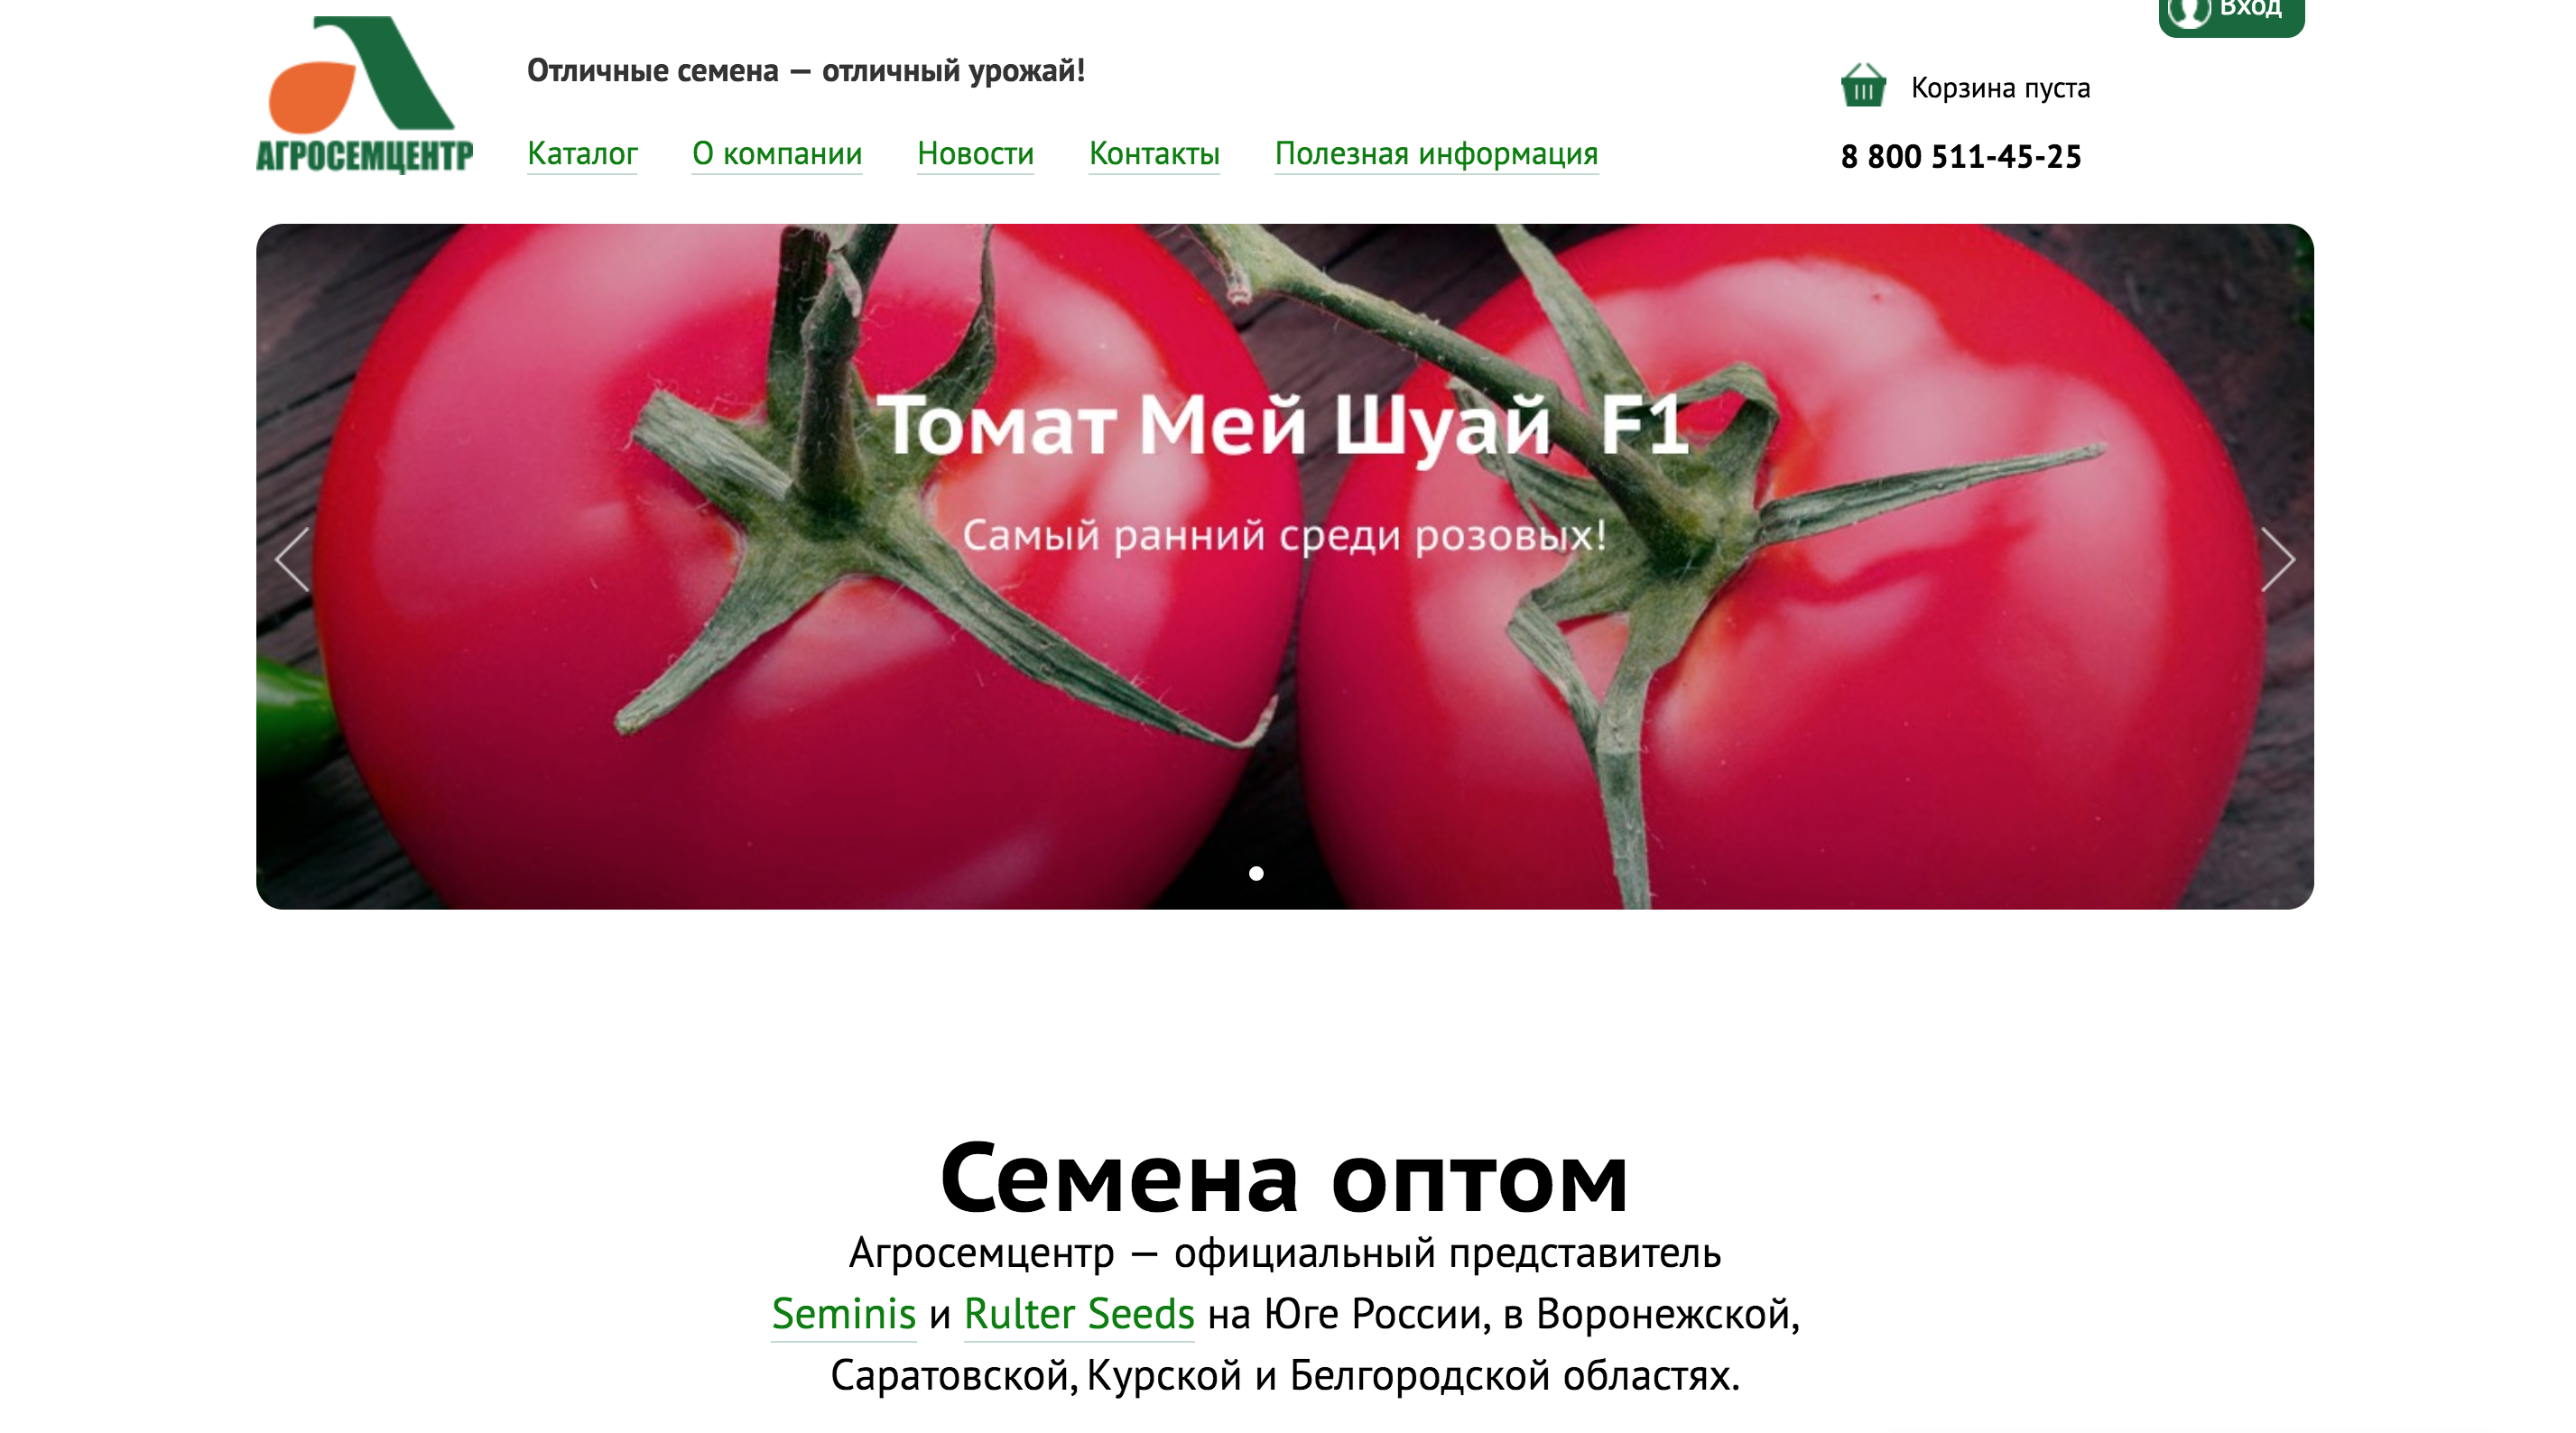 Вход
Отличные семена — отличный урожай!
Корзина пуста
АГРОСЕМЦЕНТР
Каталог О компании Новости Контакты Полезная информация
8 800 511-45-25
Томат Мей Шуай F1
Самый ранний среди розовых!
Семена оптом
Агросемцентр — официальный представитель
Seminis и Rulter Seeds на Юге России, в Воронежской,
Саратовской, Курской и Белгородской областях.